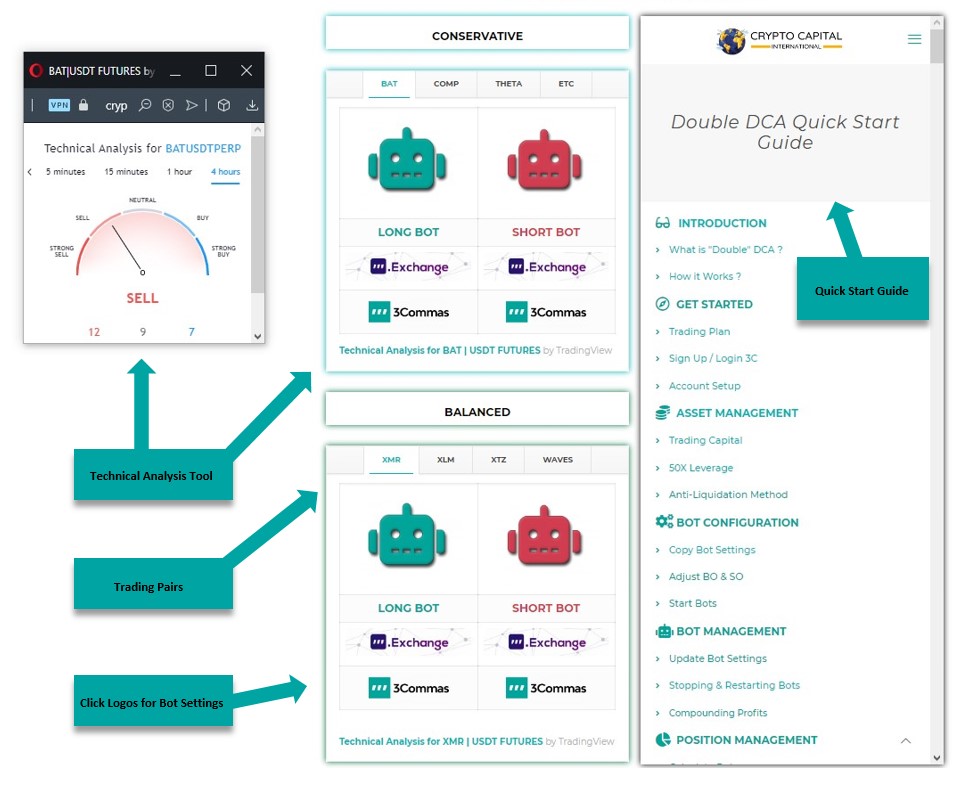 BAT|USDT FUTURES by
VPN
cryp
Technical Analysis for BATUSDTPERP
5 minutes
15 minutes
1 hour
4 hours
NEUTRAL
SELL
BUY
STRONG
SELL
STRONG
BUY
SELL
12
9
7
Technical Analysis Tool
Trading Pairs
Click Logos for Bot Settings
CONSERVATIVE
BAT
COMP
THETA
ETC
LONG BOT
SHORT BOT
.Exchange
.Exchange
3Commas
3Commas
Technical Analysis for BAT | USDT FUTURES by TradingView
BALANCED
XMR
XLM
XTZ
WAVES
LONG BOT
SHORT BOT
.Exchange
.Exchange
3Commas
3Commas
Technical Analysis for XMR | USDT FUTURES by TradingView
CRYPTO CAPITAL
INTERNATIONAL
Double DCA Quick Start
Guide
Quick Start Guide
INTRODUCTION
What is "Double" DCA ?
How it Works ?
GET STARTED
Trading Plan
Sign Up / Login 3C
Account Setup
ASSET MANAGEMENT
Trading Capital
50X Leverage
Anti-Liquidation Method
BOT CONFIGURATION
Copy Bot Settings
Adjust BO & SO
Start Bots
BOT MANAGEMENT
Update Bot Settings
Stopping & Restarting Bots
Compounding Profits
POSITION MANAGEMENT